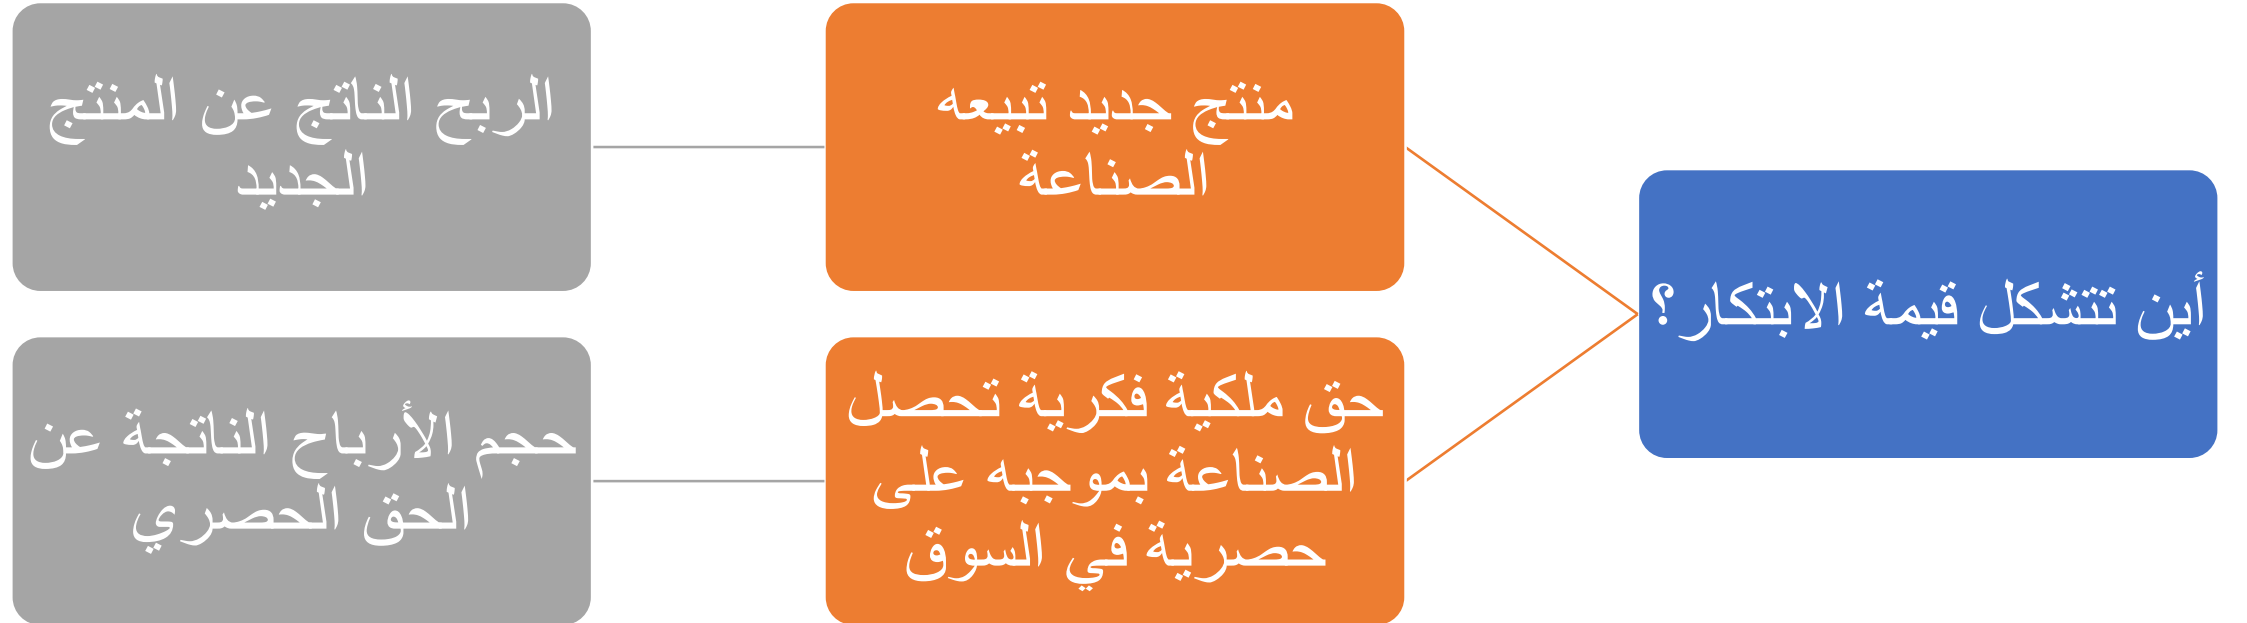 أين تتشكل قيمة الابتكار؟
منتج جديد تبيعه
الصناعة
الربح الناتج عن المنتج
الجديد
حق ملكية فكرية تحصل
الصناعة بموجبه على
حصرية في السوق
حجم الأرباح الناتجة عن
الحق الحصري